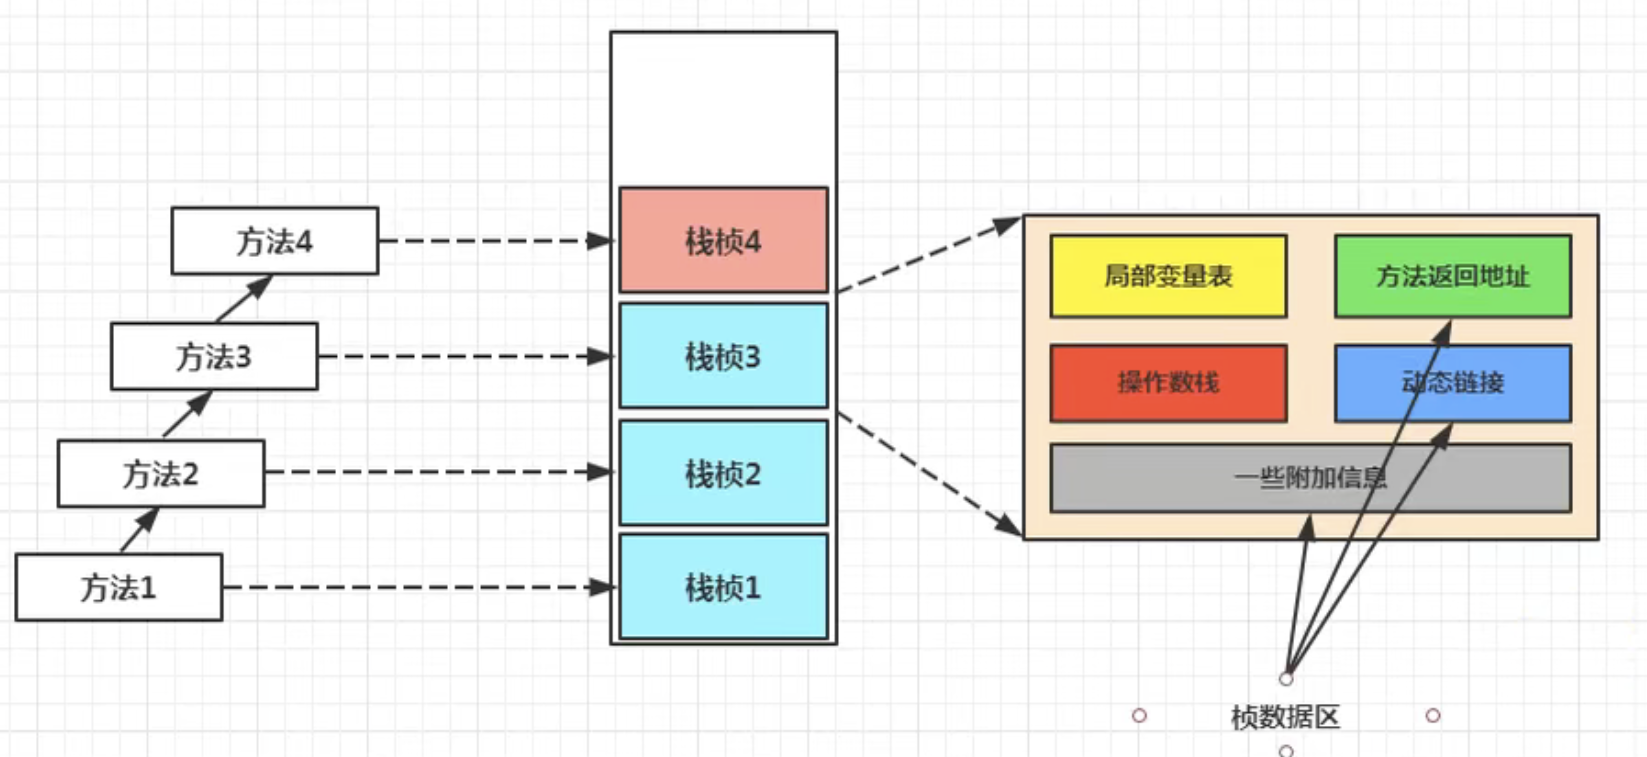 方法4
方法3
方法2
方法1
栈桢4
栈桢3
栈桢2
栈桢1
局部变量表
方法返回地址
操作数栈
动态链接
一些附加信息
桢数据区